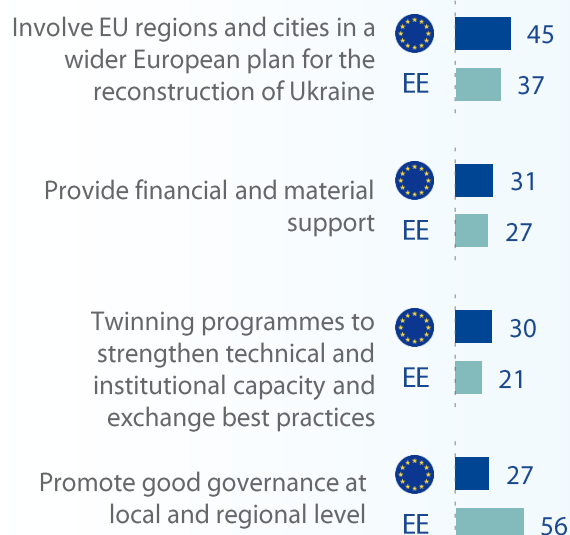 Involve EU regions and cities in a
wider European plan for the
reconstruction of Ukraine
45
EE
37
Provide financial and material
support
31
EE
27
Twinning programmes to
strengthen technical and
institutional capacity and
exchange best practices
30
EE
21
Promote good governance at
local and regional level
27
EE
56